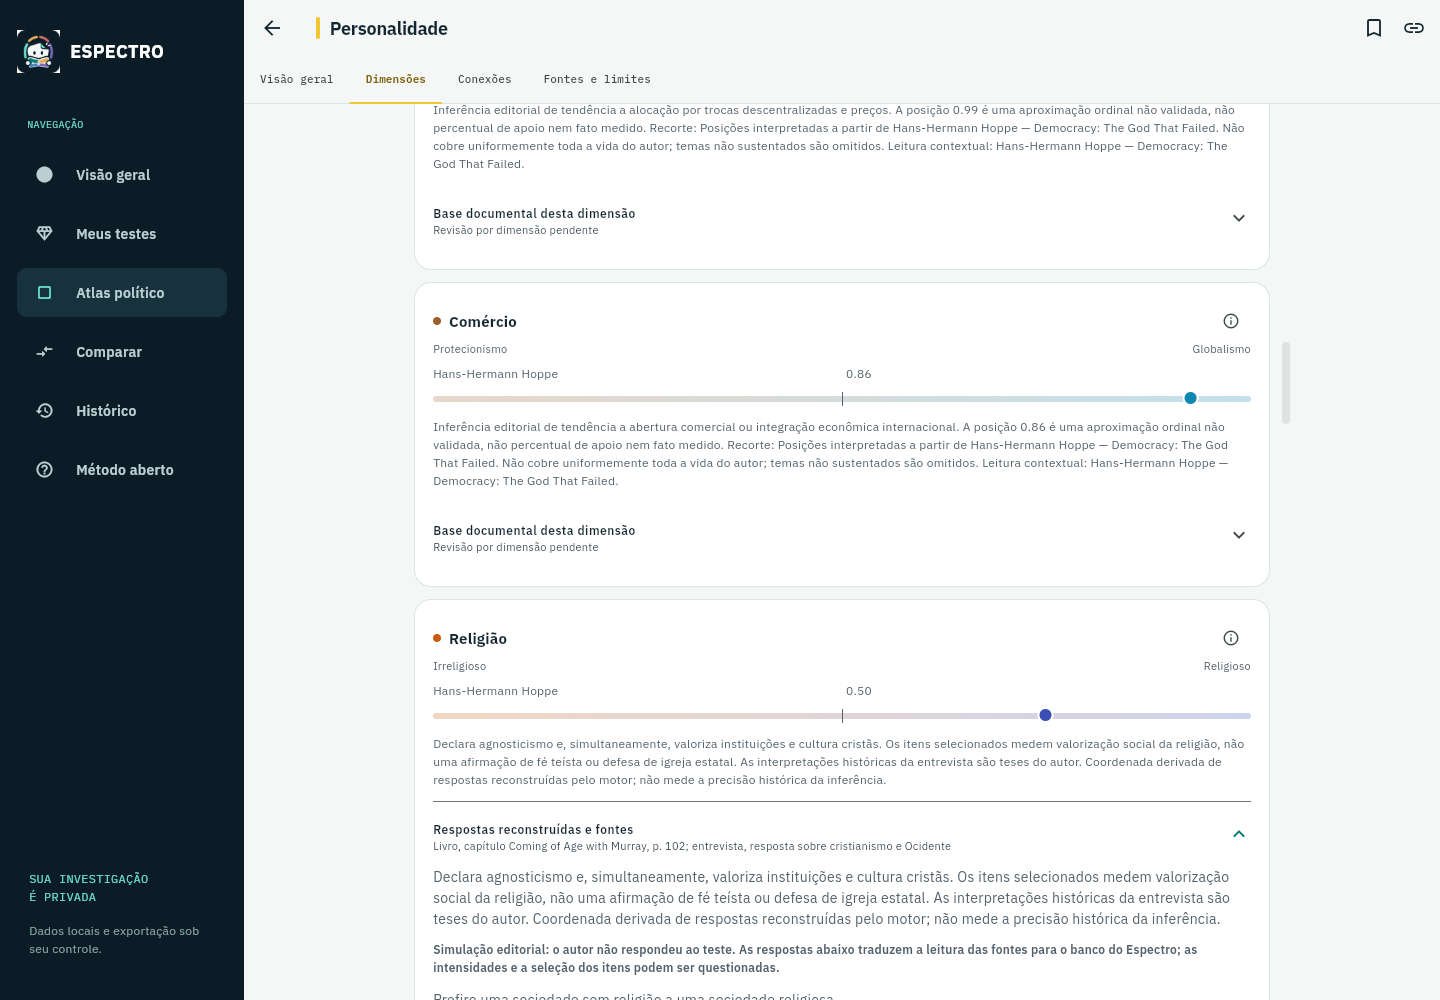 ESPECTRO
NAVEGAÇÃO
Visão geral
Meus testes
Atlas político
Comparar
Histórico
Método aberto
SUA INVESTIGAÇÃO
É PRIVADA
Dados locais e exportação sob
seu controle.
Personalidade
Visão geral
Dimensões
Conexões
Fontes e limites
Inferência editorial de tendência a alocação por trocas descentralizadas e preços. A posição 0.99 é uma aproximação ordinal não validada, não
percentual de apoio nem fato medido. Recorte: Posições interpretadas a partir de Hans-Hermann Hoppe — Democracy: The God That Failed. Não
cobre uniformemente toda a vida do autor; temas não sustentados são omitidos. Leitura contextual: Hans-Hermann Hoppe — Democracy: The
God That Failed.
Base documental desta dimensão
Revisão por dimensão pendente
Comércio
Protecionismo
Globalismo
Hans-Hermann Hoppe
0.86
Inferência editorial de tendência a abertura comercial ou integração econômica internacional. A posição 0.86 é uma aproximação ordinal não
validada, não percentual de apoio nem fato medido. Recorte: Posições interpretadas a partir de Hans-Hermann Hoppe — Democracy: The God
That Failed. Não cobre uniformemente toda a vida do autor; temas não sustentados são omitidos. Leitura contextual: Hans-Hermann Hoppe —
Democracy: The God That Failed.
Base documental desta dimensão
Revisão por dimensão pendente
Religião
Irreligioso
Religioso
Hans-Hermann Hoppe
0.50
Declara agnosticismo e, simultaneamente, valoriza instituições e cultura cristãs. Os itens selecionados medem valorização social da religião, não
uma afirmação de fé teísta ou defesa de igreja estatal. As interpretações históricas da entrevista são teses do autor. Coordenada derivada de
respostas reconstruídas pelo motor; não mede a precisão histórica da inferência.
Respostas reconstruídas e fontes
Livro, capítulo Coming of Age with Murray, p. 102; entrevista, resposta sobre cristianismo e Ocidente
Declara agnosticismo e, simultaneamente, valoriza instituições e cultura cristãs. Os itens selecionados medem valorização
social da religião, não uma afirmação de fé teísta ou defesa de igreja estatal. As interpretações históricas da entrevista são
teses do autor. Coordenada derivada de respostas reconstruídas pelo motor; não mede a precisão histórica da inferência.
Simulação editorial: o autor não respondeu ao teste. As respostas abaixo traduzem a leitura das fontes para o banco do Espectro; as
intensidades e a seleção dos itens podem ser questionadas.
Prefiro uma sociedade sem religião a uma sociedade religiosa.